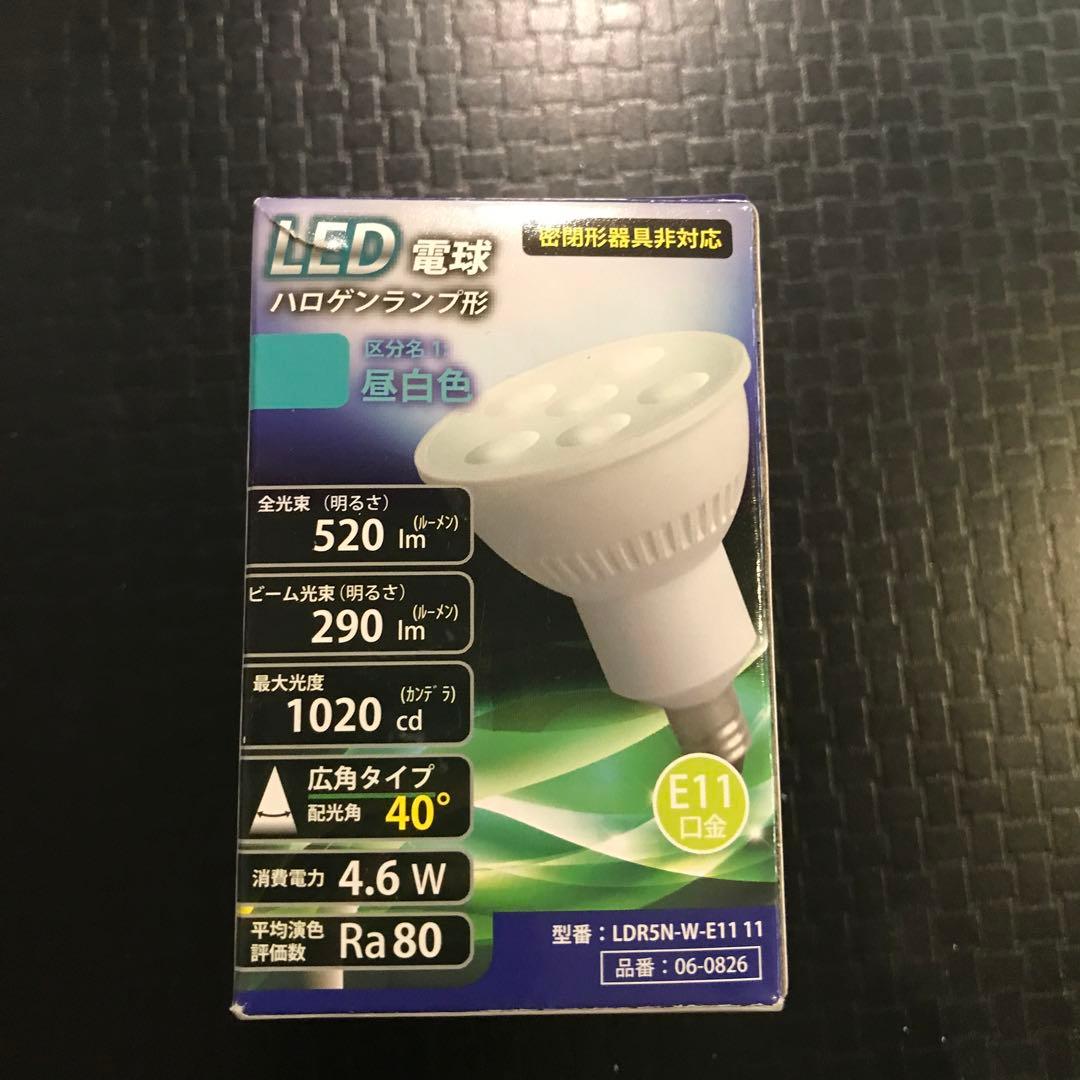 LED 電球
密閉形器具非対応
ハロゲンランプ形
区分名 1:
昼白色
全光束（明るさ）
520 lm (ルーメン)
ビーム光束（明るさ）
290 lm (ルーメン)
最大光度
1020 cd (カンデラ)
広角タイプ
配光角 40°
消費電力 4.6 W
平均演色
評価数 Ra80
E11
口金
型番：LDR5N-W-E11 11
品番：06-0826